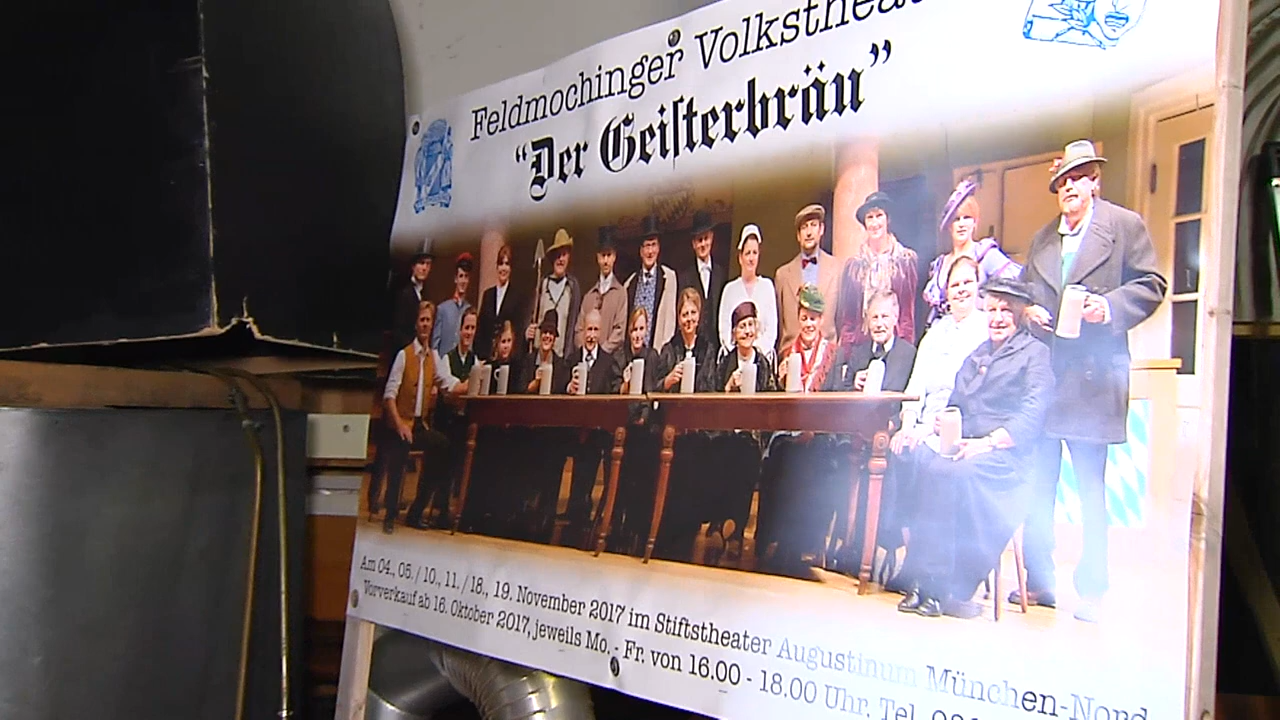 Feldmochinger Volkstheat
“Der Geiſterbräu”
Am 04., 05. / 10., 11. / 18., 19. November 2017 im Stiftstheater Augustinum München-Nord
Vorverkauf ab 16. Oktober 2017, jeweils Mo. - Fr. von 16.00 - 18.00 Uhr. Tel.